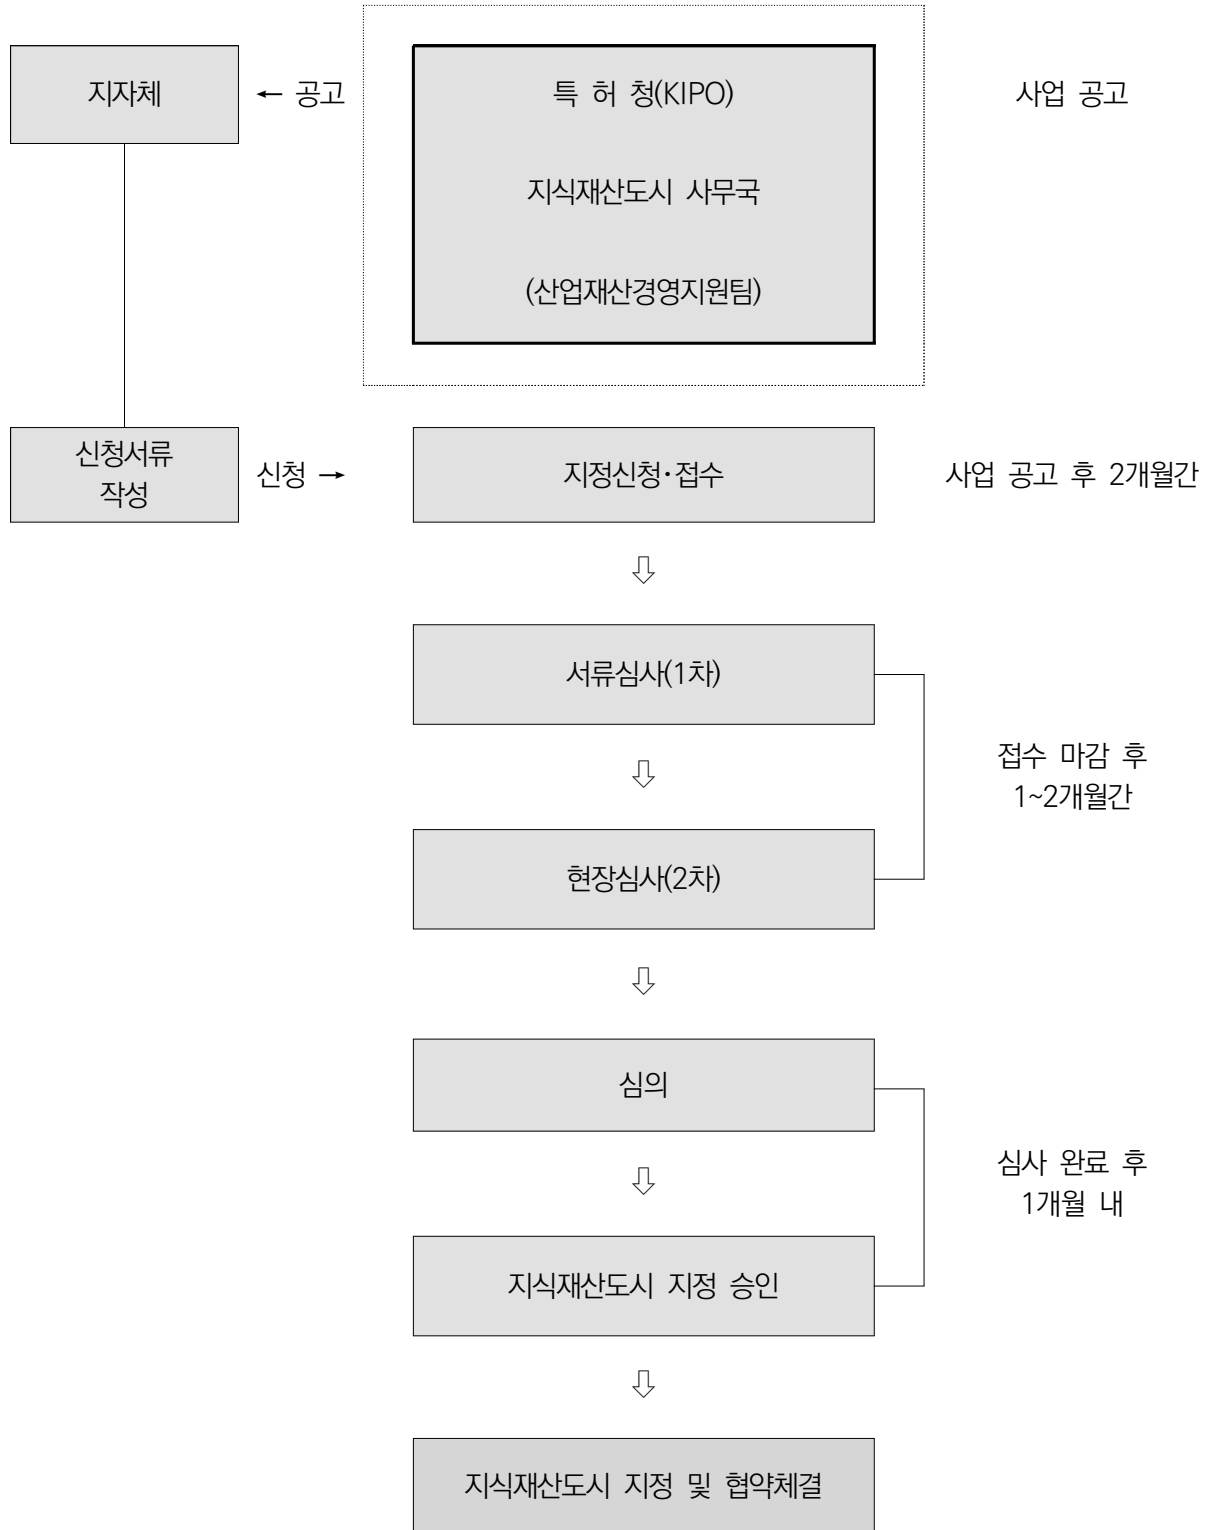 지자체
← 공고
특 허 청(KIPO)
사업 공고
지식재산도시 사무국
(산업재산경영지원팀)
신청서류
작성
신청 →
지정신청·접수
사업 공고 후 2개월간
서류심사(1차)
접수 마감 후
1~2개월간
현장심사(2차)
심의
심사 완료 후
1개월 내
지식재산도시 지정 승인
지식재산도시 지정 및 협약체결